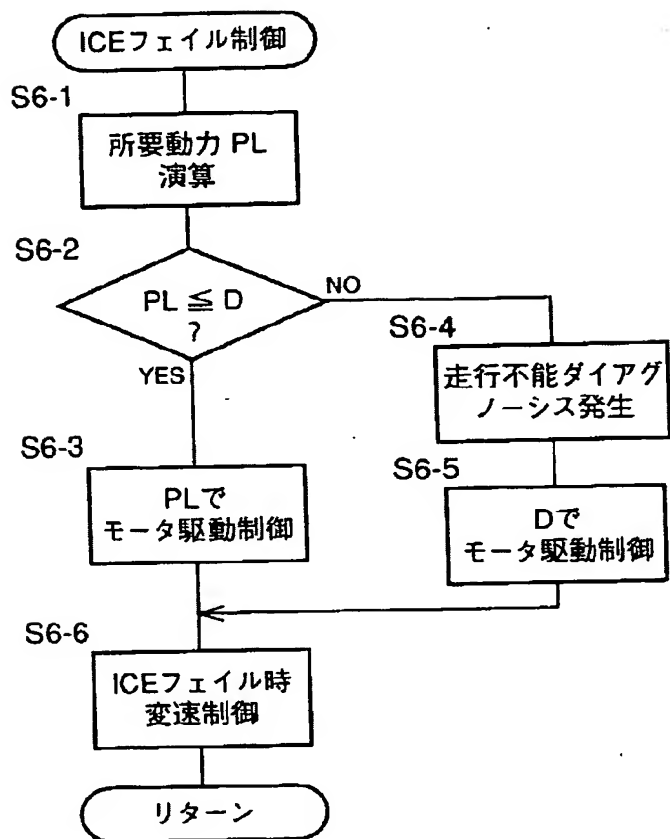 ICEフェイル制御
S6-1
所要動力 PL
演算
S6-2
PL ≦ D
?
NO
YES
S6-4
走行不能ダイアグ
ノーシス発生
S6-3
PLで
モータ駆動制御
S6-5
Dで
モータ駆動制御
S6-6
ICEフェイル時
変速制御
リターン